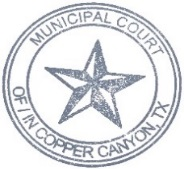 MUNICIPAL COURT
OF / IN COPPER CANYON, TX